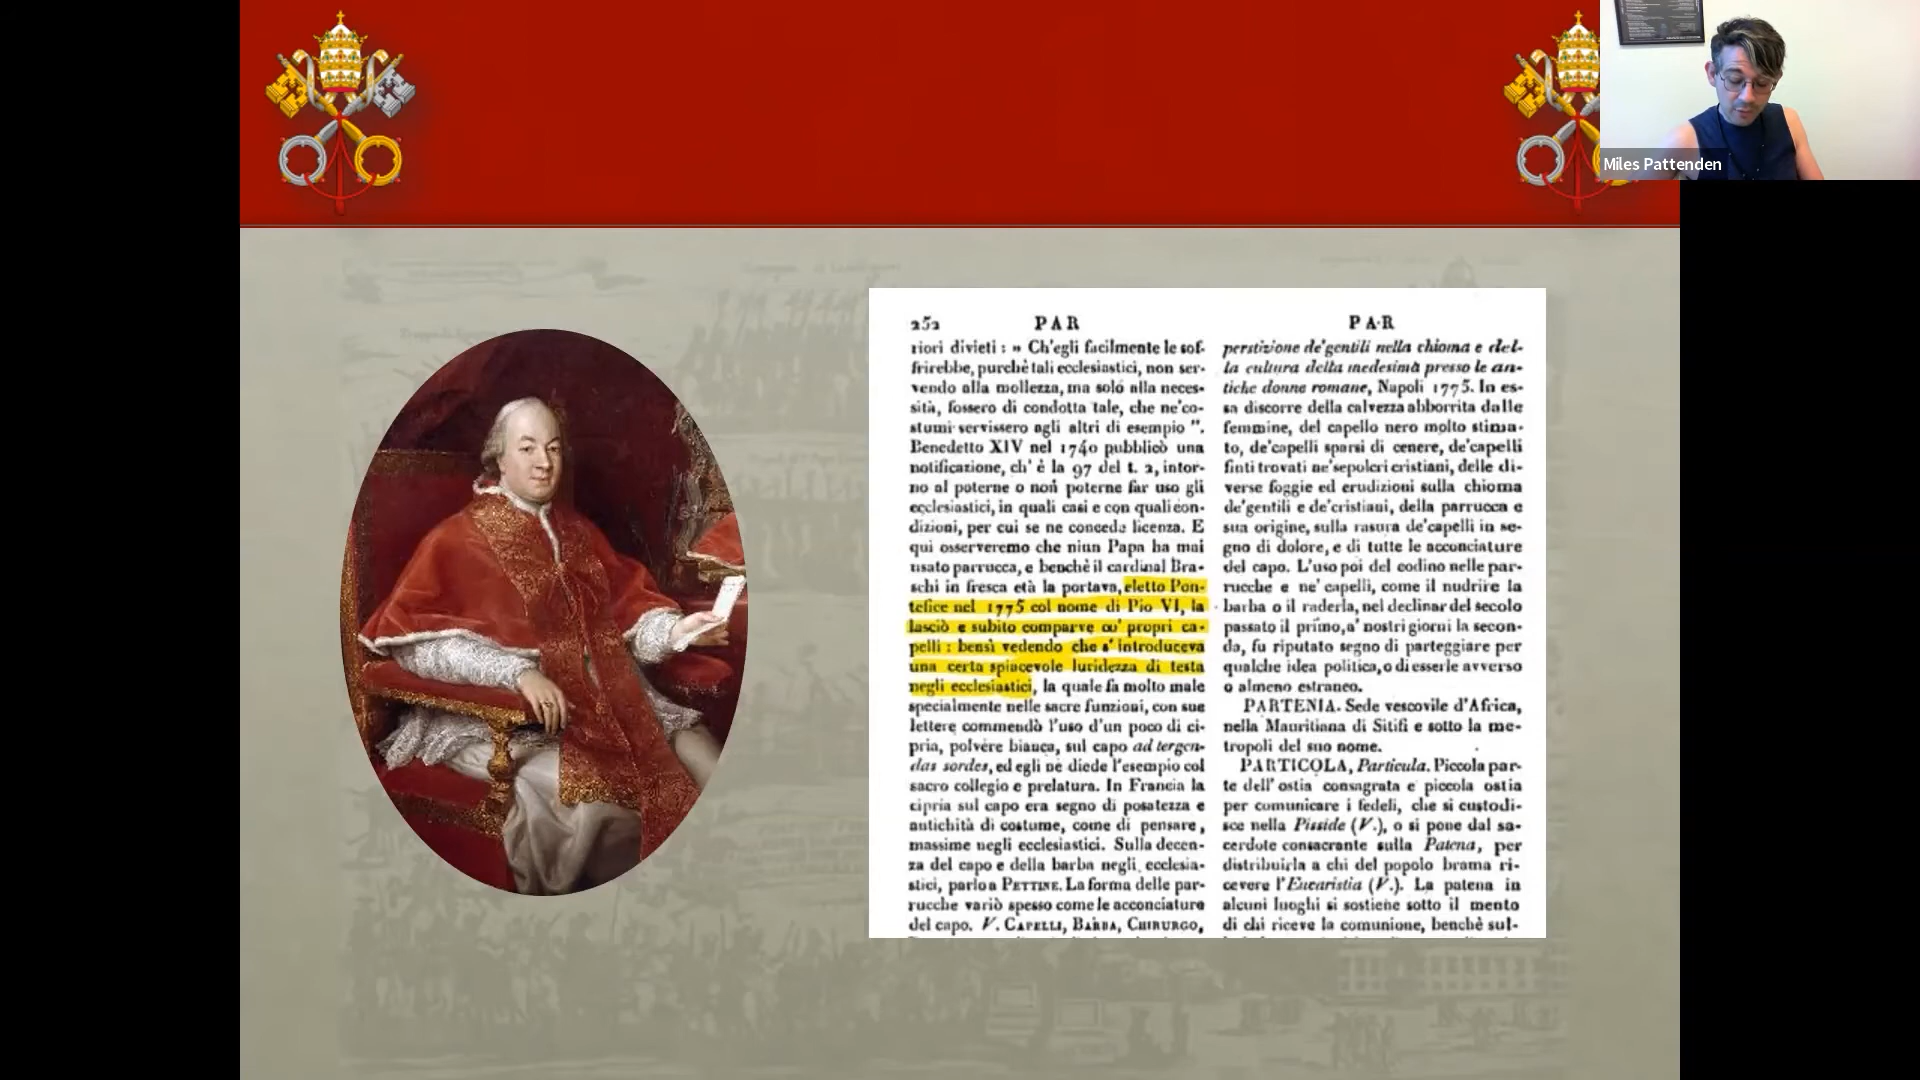 Miles Pattenden
252 PAR
riori divieti : » Ch'egli facilmente le sof-
frirebbe, purchè tali ecclesiastici, non ser-
vendo alla mollezza, ma solo alla neces-
sità, fossero di condotta tale, che ne'co-
stumi servissero agli altri di esempio ".
Benedetto XIV nel 1740 pubblicò una
notificazione, ch' è la 97 del t. 2, intor-
no al poterne o non poterne far uso gli
ecclesiastici, in quali casi e con quali con-
dizioni, per cui se ne concede licenza. E
qui osserveremo che niun Papa ha mai
usato parrucca, e benchè il cardinal Bra-
schi in fresca età la portava, eletto Pon-
tefice nel 1775 col nome di Pio VI, la
lasciò e subito comparve co' propri ca-
pelli : bensì vedendo che s' introduceva
una certa spiacevole luridezza di testa
negli ecclesiastici, la quale fa molto male
specialmente nelle sacre funzioni, con sue
lettere commendò l'uso d'un poco di ci-
pria, polvere bianca, sul capo ad tergen-
das sordes, ed egli ne diede l'esempio col
sacro collegio e prelatura. In Francia la
cipria sul capo era segno di posatezza e
antichità di costume, come di pensare,
massime negli ecclesiastici. Sulla decen-
za del capo e della barba negli ecclesia-
stici, parlo a PETTINE. La forma delle par-
rucche variò spesso come le acconciature
del capo. V. CAPELLI, BARBA, CHIRURGO,
PAR
perstizione de'gentili nella chioma e del-
la cultura della medesima presso le an-
tiche donne romane, Napoli 1775. In es-
sa discorre della calvezza abborrita dalle
femmine, del capello nero molto stima-
to, de'capelli sparsi di cenere, de'capelli
finti trovati ne'sepolcri cristiani, delle di-
verse foggie ed erudizioni sulla chioma
de'gentili e de'cristiani, della parrucca e
sua origine, sulla rasura de'capelli in se-
gno di dolore, e di tutte le acconciature
del capo. L'uso poi del codino nelle par-
rucche e ne' capelli, come il nudrire la
barba o il raderla, nel declinar del secolo
passato il primo, a' nostri giorni la secon-
da, fu riputato segno di parteggiare per
qualche idea politica, o di esserle avverso
o almeno estraneo.
PARTENIA. Sede vescovile d'Africa,
nella Mauritiana di Sitifi e sotto la me-
tropoli del suo nome.
PARTICOLA, Particula. Piccola par-
te dell' ostia consagrata e piccola ostia
per comunicare i fedeli, che si custodi-
sce nella Pisside (V.), o si pone dal sa-
cerdote consacrante sulla Patena, per
distribuirla a chi del popolo brama ri-
cevere l'Eucaristia (V.). La patena in
alcuni luoghi si sostiene sotto il mento
di chi riceve la comunione, benchè sul-